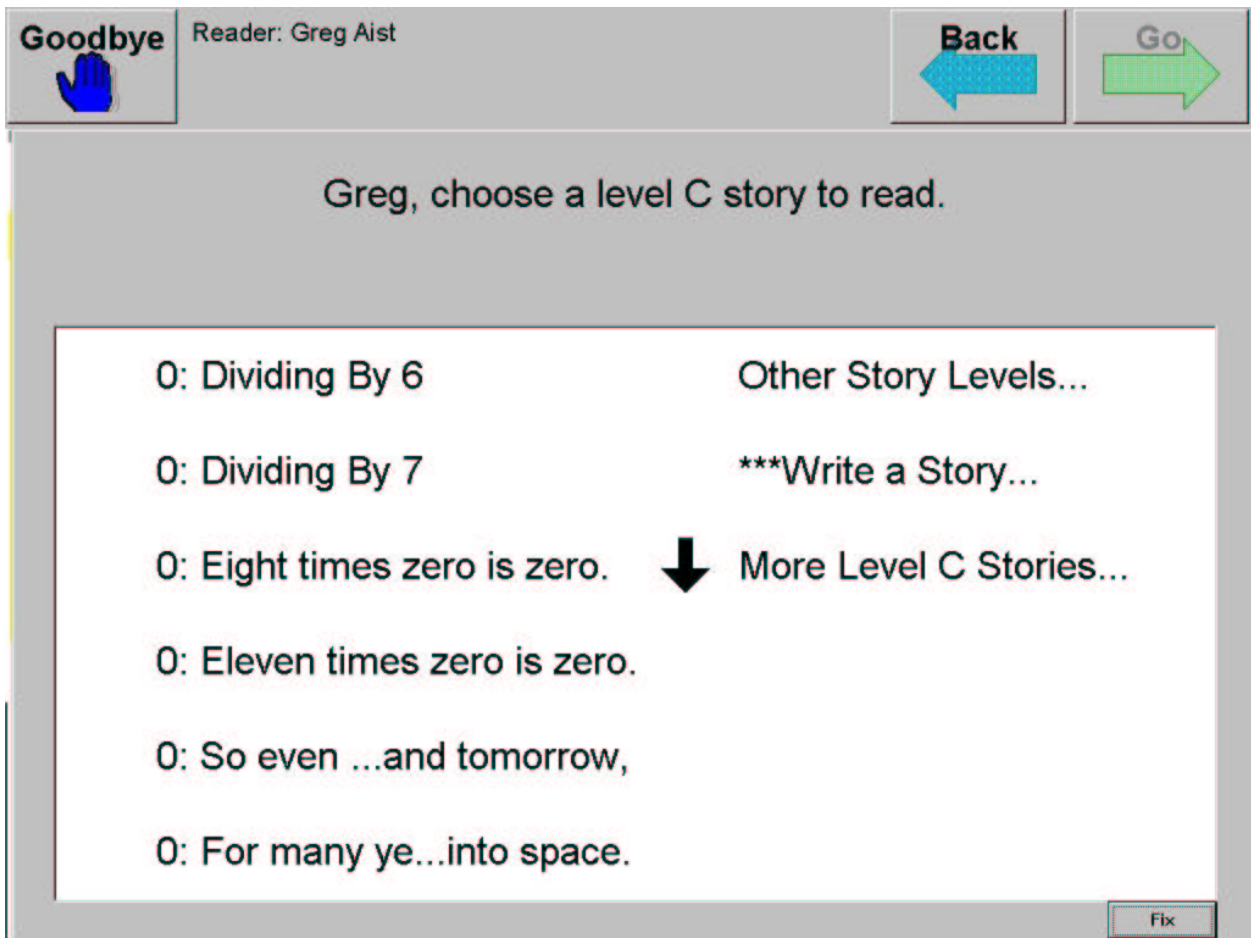 Goodbye
Reader: Greg Aist
Back
Go
Greg, choose a level C story to read.
0: Dividing By 6
0: Dividing By 7
0: Eight times zero is zero.
0: Eleven times zero is zero.
0: So even ...and tomorrow,
0: For many ye...into space.
Other Story Levels...
***Write a Story...
More Level C Stories...
Fix